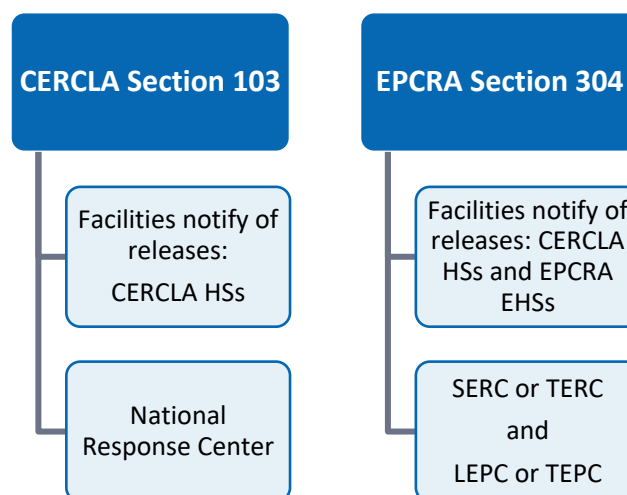 CERCLA Section 103
Facilities notify of
releases:
CERCLA HSs
National
Response Center
EPCRA Section 304
Facilities notify of
releases: CERCLA
HSs and EPCRA
EHSs
SERC or TERC
and
LEPC or TEPC